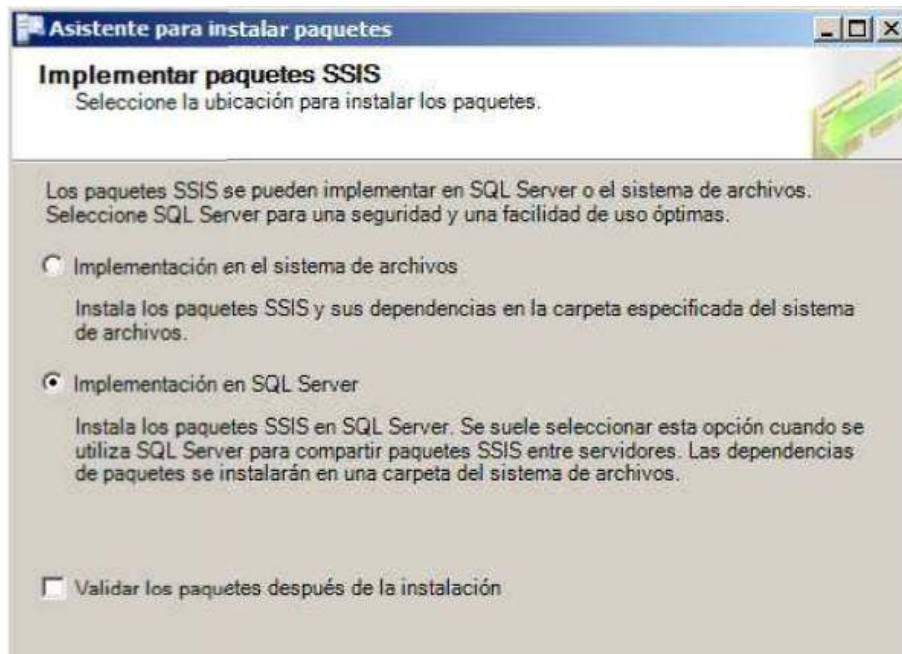 Asistente para instalar paquetes
Implementar paquetes SSIS
Seleccione la ubicación para instalar los paquetes.
Los paquetes SSIS se pueden implementar en SQL Server o el sistema de archivos.
Seleccione SQL Server para una seguridad y una facilidad de uso óptimas.
Implementación en el sistema de archivos
Instala los paquetes SSIS y sus dependencias en la carpeta especificada del sistema
de archivos.
Implementación en SQL Server
Instala los paquetes SSIS en SQL Server. Se suele seleccionar esta opción cuando se
utiliza SQL Server para compartir paquetes SSIS entre servidores. Las dependencias
de paquetes se instalarán en una carpeta del sistema de archivos.
Validar los paquetes después de la instalación